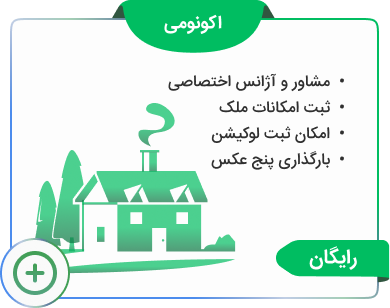 اکونومی
• مشاور و آژانس اختصاصی
• ثبت امکانات ملک
• امکان ثبت لوکیشن
• بارگذاری پنج عکس
رایگان